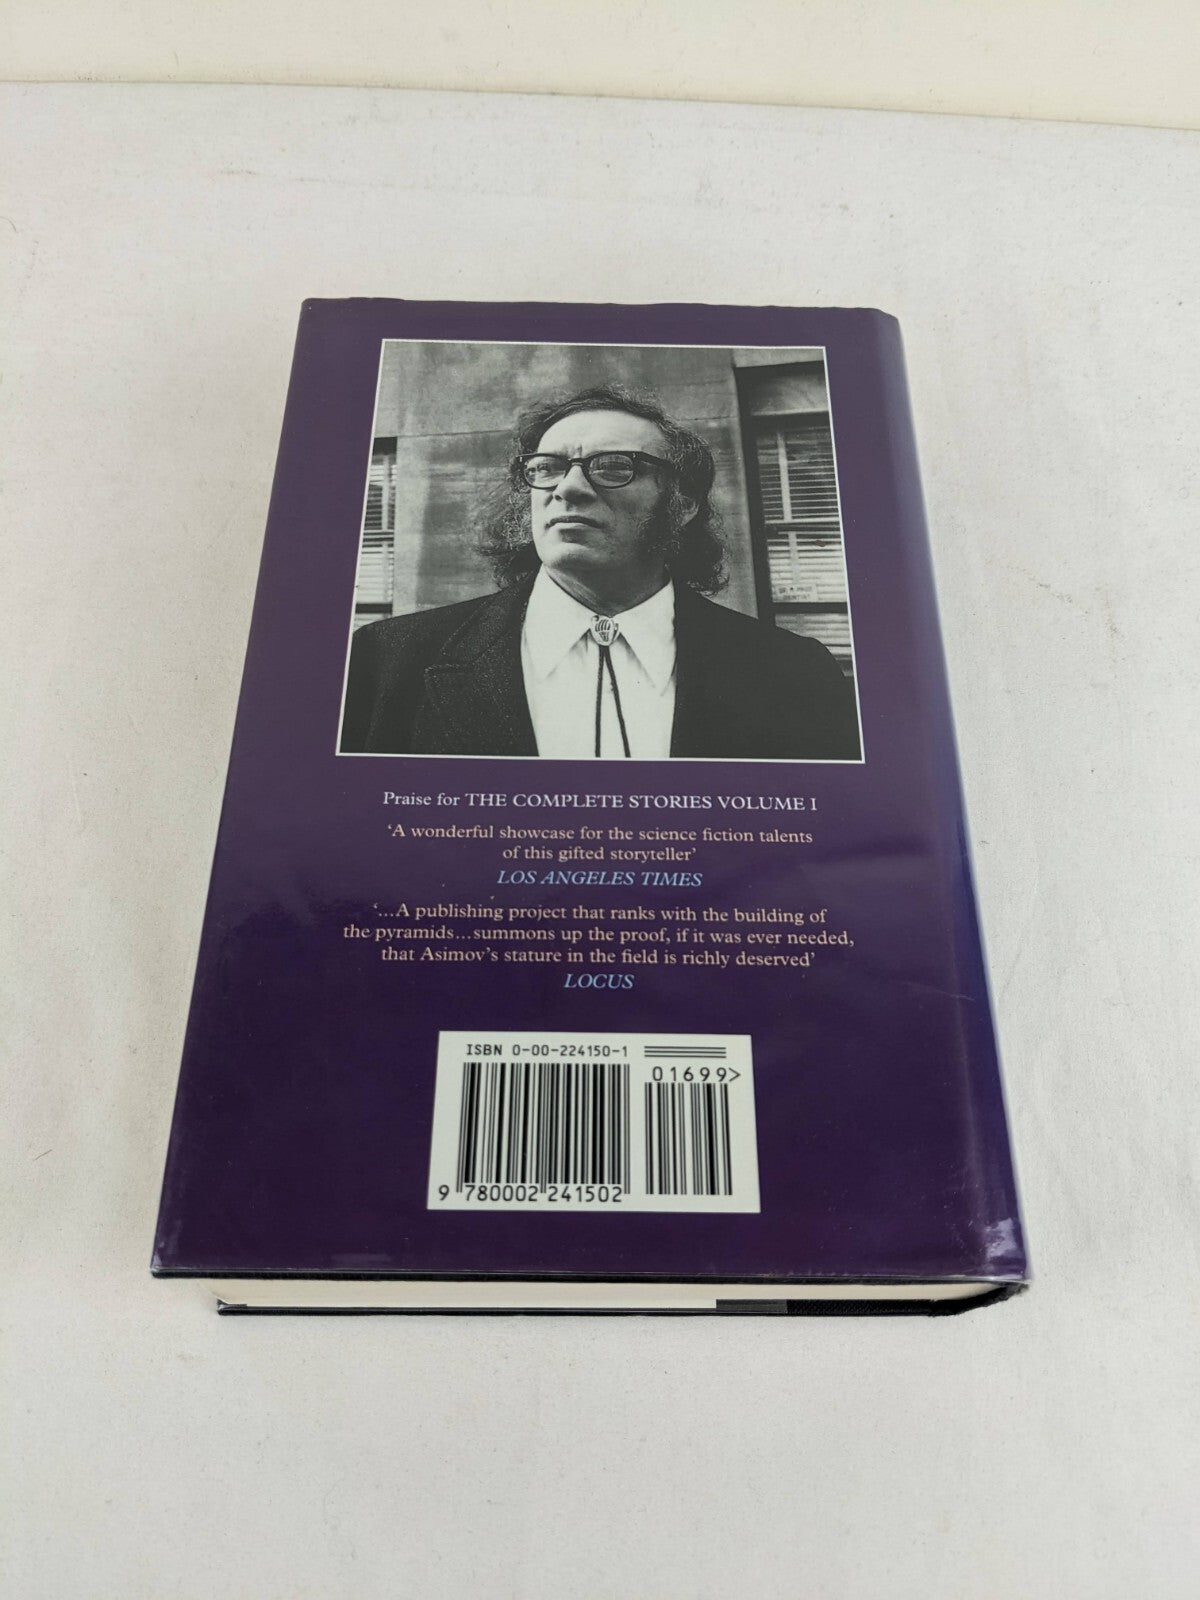 Praise for THE COMPLETE STORIES VOLUME I
‘A wonderful showcase for the science fiction talents
of this gifted storyteller’
LOS ANGELES TIMES
‘...A publishing project that ranks with the building of
the pyramids...summons up the proof, if it was ever needed,
that Asimov’s stature in the field is richly deserved’
LOCUS
ISBN 0-00-224150-1
01699>
9 780002 241502